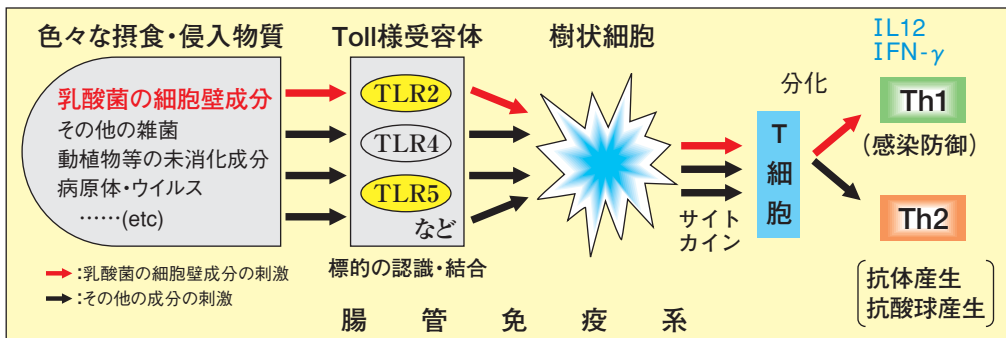 色々な摂食・侵入物質
乳酸菌の細胞壁成分
その他の雑菌
動植物等の未消化成分
病原体・ウイルス
……(etc)
Toll様受容体
TLR2
TLR4
TLR5
など
標的の認識・結合
樹状細胞
サイト
カイン
T
細
胞
分化
IL12
IFN-γ
Th1
(感染防御)
Th2
抗体産生
抗酸球産生
:乳酸菌の細胞壁成分の刺激
:その他の成分の刺激
腸管免疫系